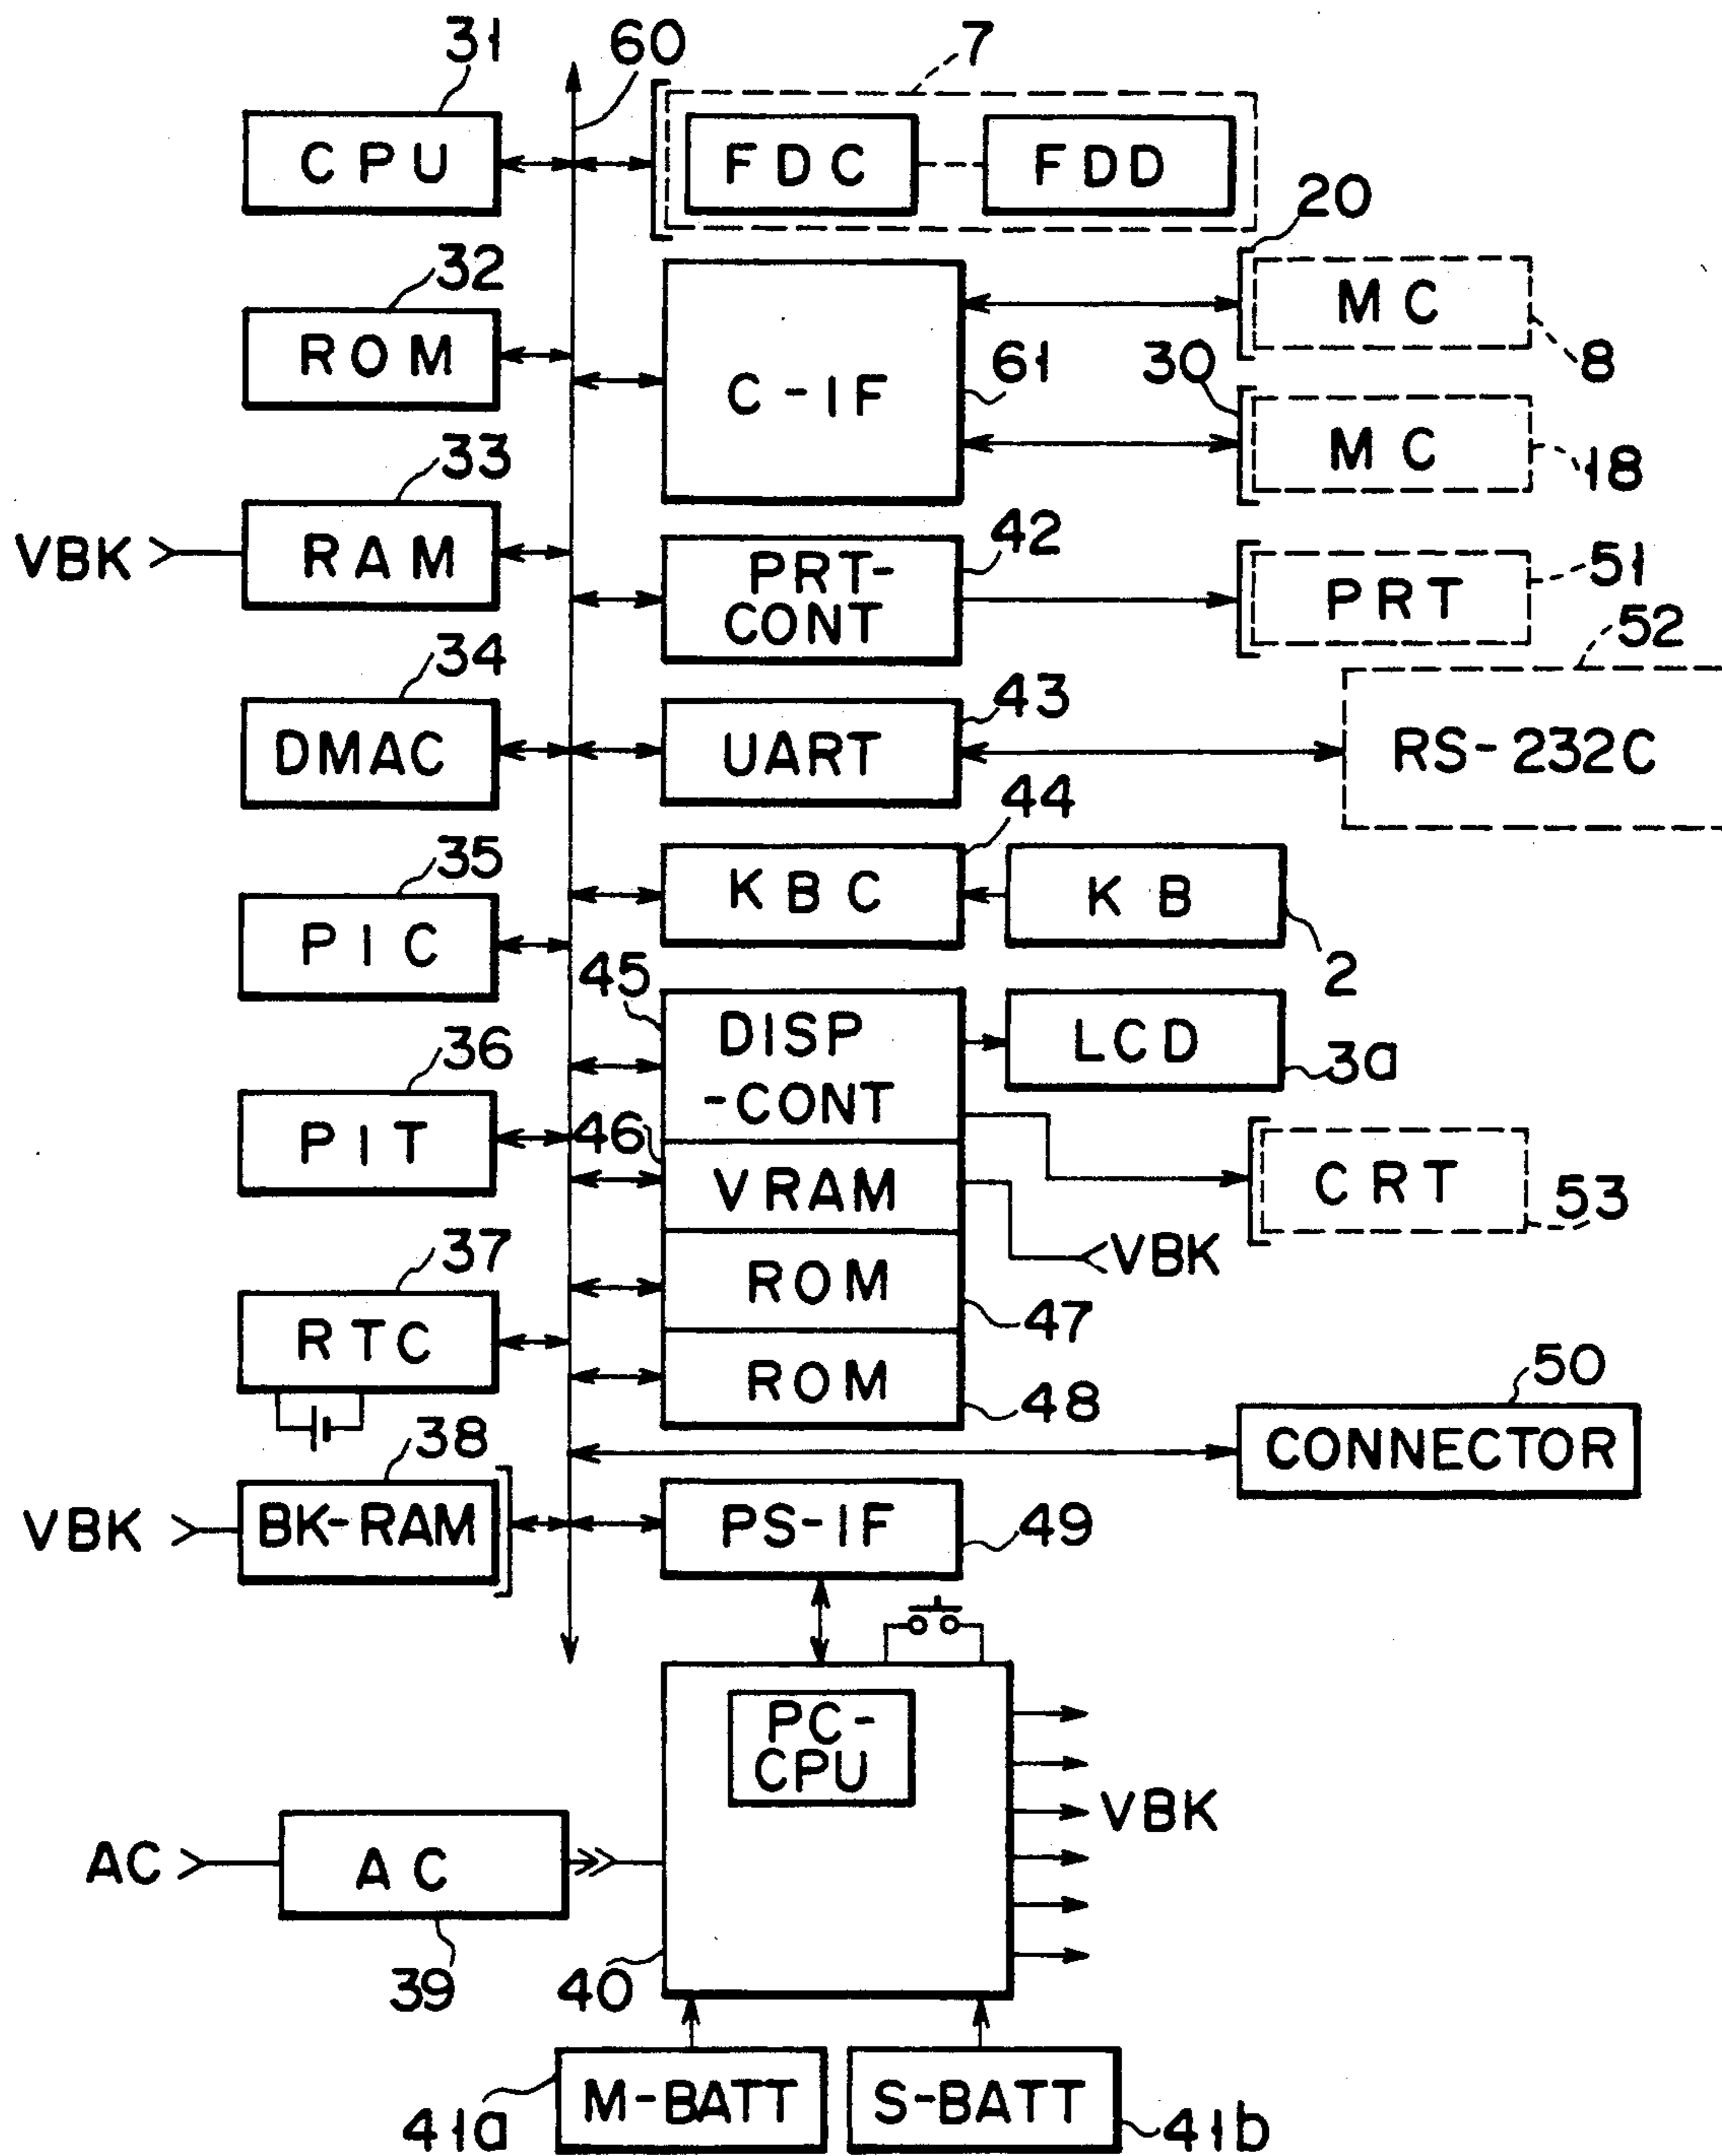 31
60
7
CPU
FDC
FDD
20
32
MC
8
ROM
C-IF
61
30
MC
18
33
VBK
RAM
42
PRT-
CONT
PRT
51
52
34
43
DMAC
UART
RS-232C
44
35
KBC
KB
2
PIC
45
DISP
-CONT
LCD
3a
36
PIT
46
VRAM
CRT
53
VBK
37
ROM
47
RTC
ROM
48
50
CONNECTOR
38
VBK
BK-RAM
PS-IF
49
PC-
CPU
VBK
AC
AC
39
40
M-BATT
41a
S-BATT
41b